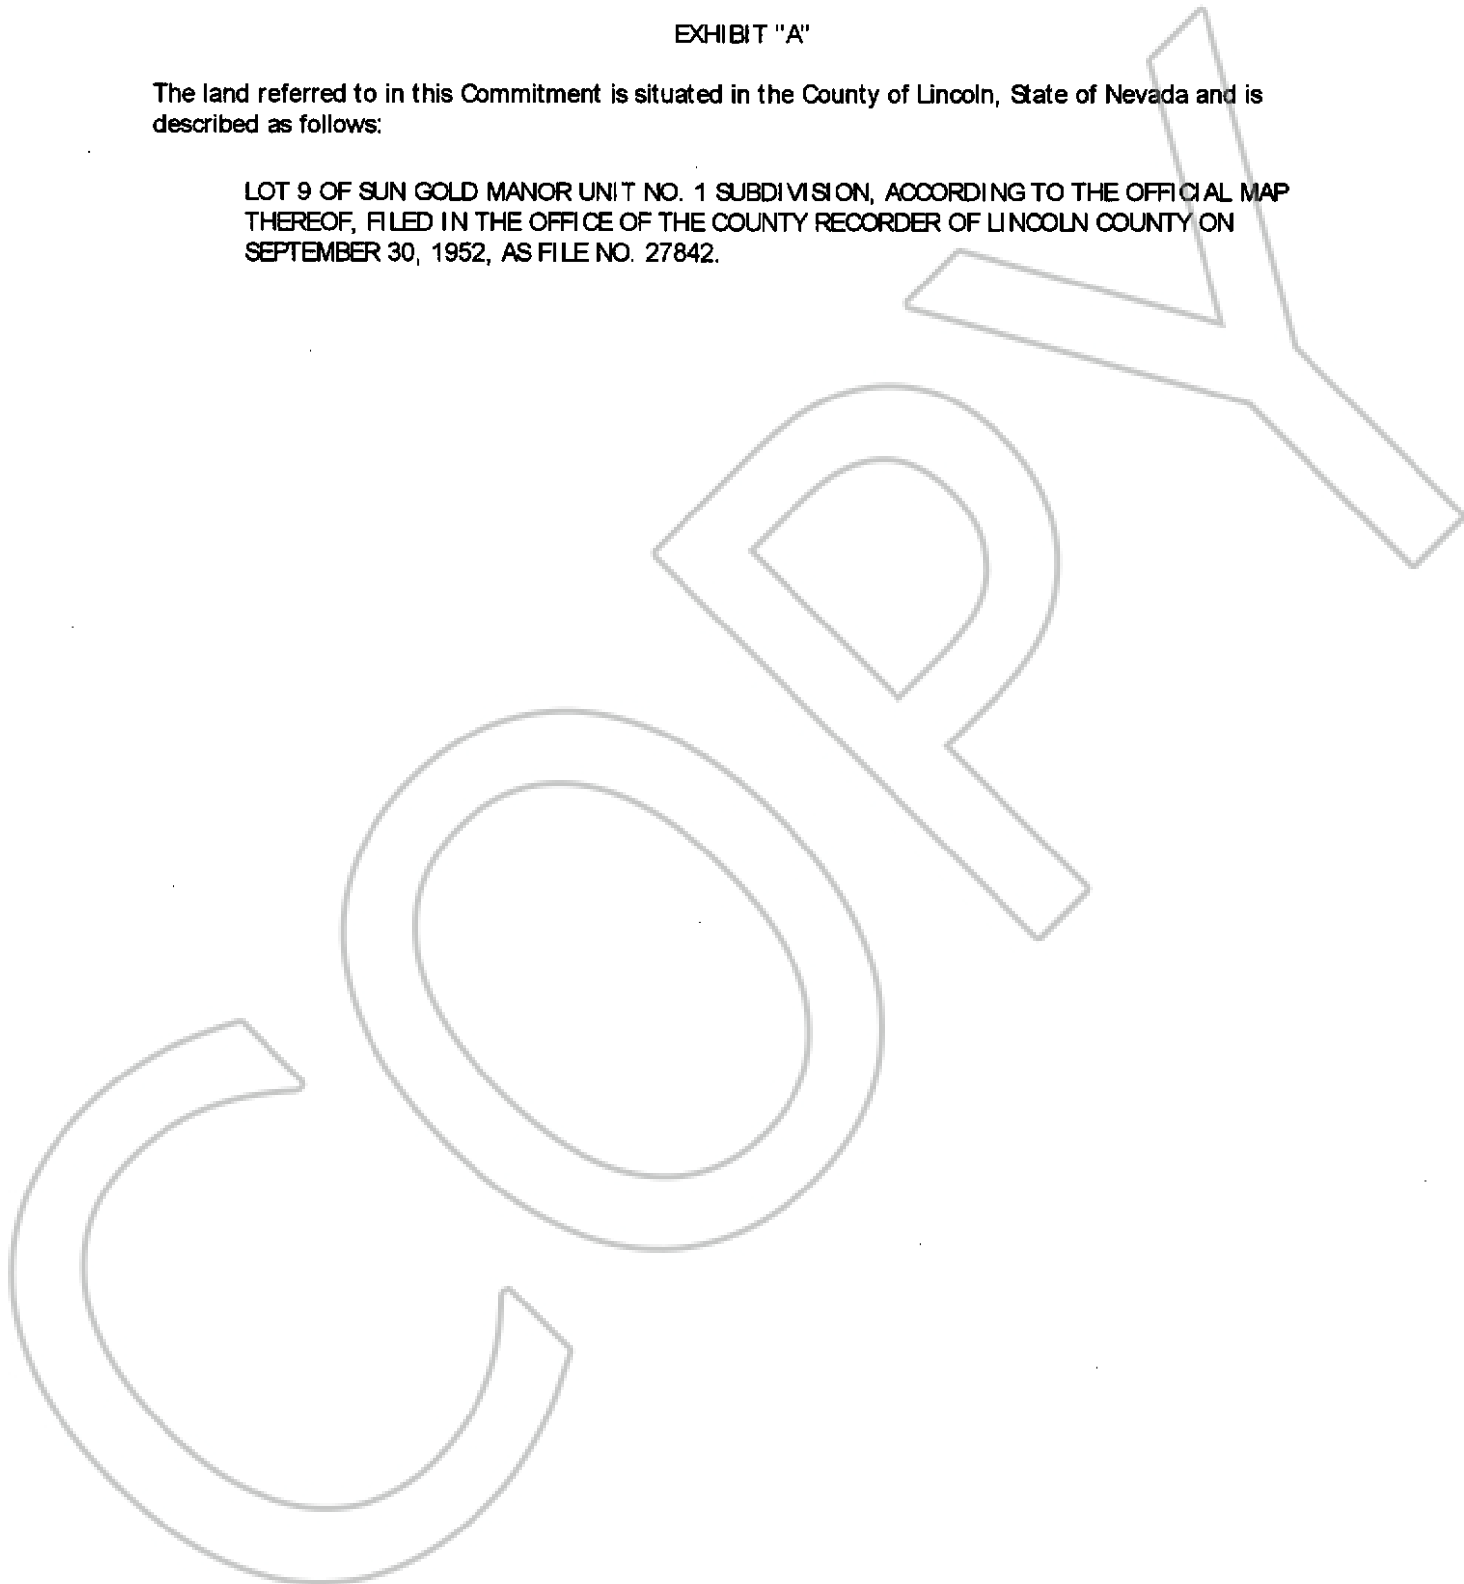 EXHIBIT "A"
The land referred to in this Commitment is situated in the County of Lincoln, State of Nevada and is
described as follows:
LOT 9 OF SUN GOLD MANOR UNIT NO. 1 SUBDIVISION, ACCORDING TO THE OFFICIAL MAP
THEREOF, FILED IN THE OFFICE OF THE COUNTY RECORDER OF LINCOLN COUNTY ON
SEPTEMBER 30, 1952, AS FILE NO. 27842.
COPY